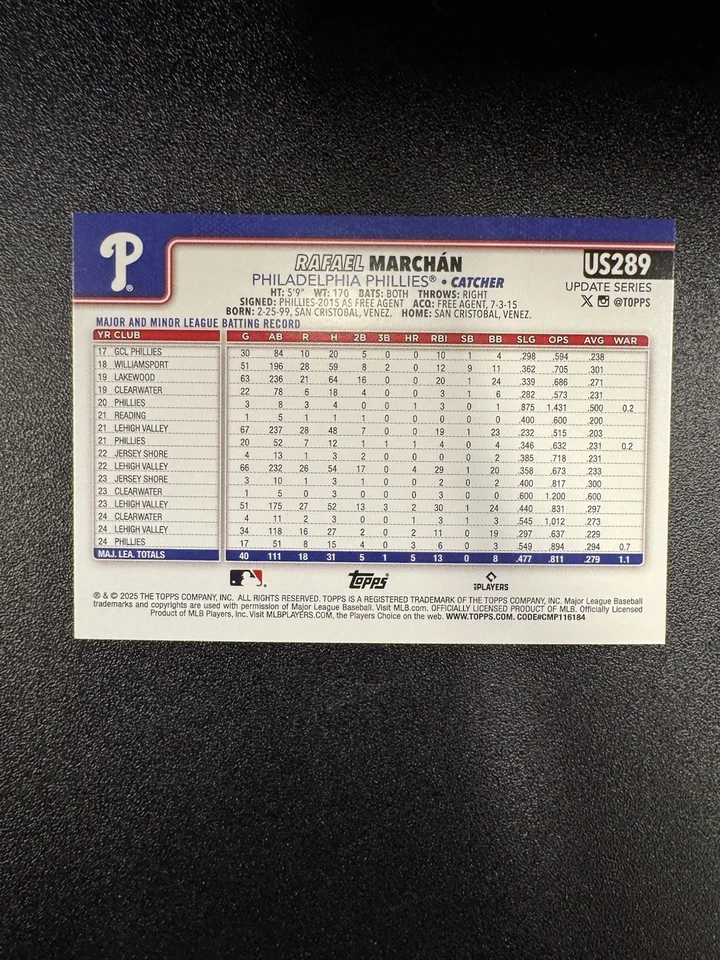 P
RAFAEL MARCHÁN
US289
PHILADELPHIA PHILLIES® • CATCHER
UPDATE SERIES
HT: 5'9" WT: 170 BATS: BOTH THROWS: RIGHT
@TOPPS
SIGNED: PHILLIES-2015 AS FREE AGENT ACQ: FREE AGENT, 7-3-15
BORN: 2-25-99, SAN CRISTOBAL, VENEZ. HOME: SAN CRISTOBAL, VENEZ.
MAJOR AND MINOR LEAGUE BATTING RECORD
YR CLUB G AB R H 2B 3B HR RBI SB BB SLG OPS AVG WAR
17 GCL PHILLIES 30 84 10 20 5 0 0 10 1 4 .298 .594 .238
18 WILLIAMSPORT 51 196 28 59 8 2 0 12 9 11 .362 .705 .301
19 LAKEWOOD 63 236 21 64 16 0 0 20 1 24 .339 .686 .271
19 CLEARWATER 22 78 6 18 4 0 0 3 1 6 .282 .573 .231
20 PHILLIES 3 8 3 4 0 0 1 3 0 1 .875 1.431 .500 0.2
21 READING 1 5 1 1 1 0 0 0 0 0 .400 .600 .200
21 LEHIGH VALLEY 67 237 28 48 7 0 0 19 1 23 .232 .515 .203
21 PHILLIES 20 52 7 12 1 1 1 4 0 4 .346 .632 .231 0.2
22 JERSEY SHORE 4 13 1 3 2 0 0 0 0 2 .385 .718 .231
22 LEHIGH VALLEY 66 232 26 54 17 0 4 29 1 20 .358 .673 .233
23 JERSEY SHORE 3 10 1 3 1 0 0 2 0 2 .400 .817 .300
23 CLEARWATER 1 5 0 3 0 0 0 3 0 0 .600 1.200 .600
23 LEHIGH VALLEY 51 175 27 52 13 3 2 30 1 24 .440 .831 .297
24 CLEARWATER 4 11 2 3 0 0 1 3 1 3 .545 1.012 .273
24 LEHIGH VALLEY 34 118 16 27 2 0 2 11 0 19 .297 .637 .229
24 PHILLIES 17 51 8 15 4 0 3 6 0 3 .549 .894 .294 0.7
MAJ. LEA. TOTALS 40 111 18 31 5 1 5 13 0 8 .477 .811 .279 1.1
Topps
PLAYERS
® & © 2025 THE TOPPS COMPANY, INC. ALL RIGHTS RESERVED. TOPPS IS A REGISTERED TRADEMARK OF THE TOPPS COMPANY, INC. Major League Baseball
trademarks and copyrights are used with permission of Major League Baseball. Visit MLB.com. OFFICIALLY LICENSED PRODUCT OF MLB. Officially Licensed
Product of MLB Players, Inc. Visit MLBPLAYERS.COM, the Players Choice on the web. WWW.TOPPS.COM. CODE#CMP116184